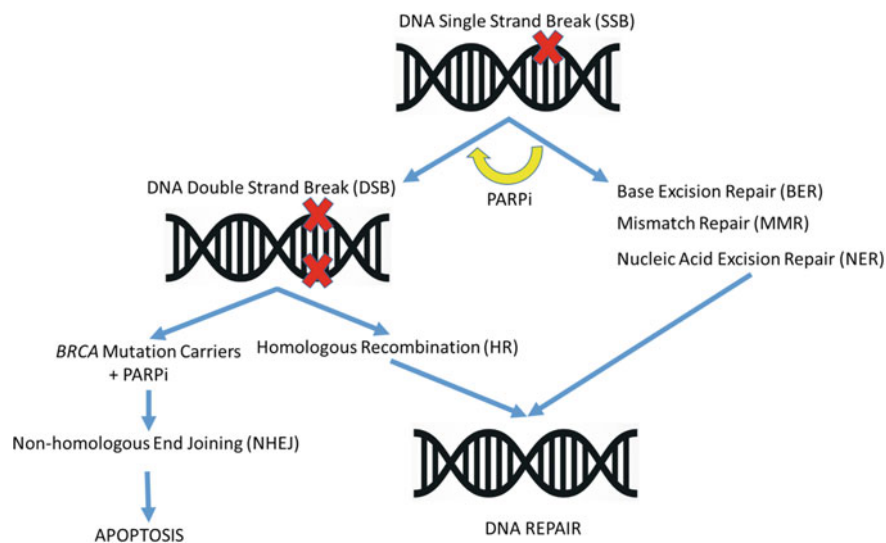 DNA Single Strand Break (SSB)
DNA Double Strand Break (DSB)
PARPi
Base Excision Repair (BER)
Mismatch Repair (MMR)
Nucleic Acid Excision Repair (NER)
BRCA Mutation Carriers
+ PARPi
Homologous Recombination (HR)
Non-homologous End Joining (NHEJ)
APOPTOSIS
DNA REPAIR